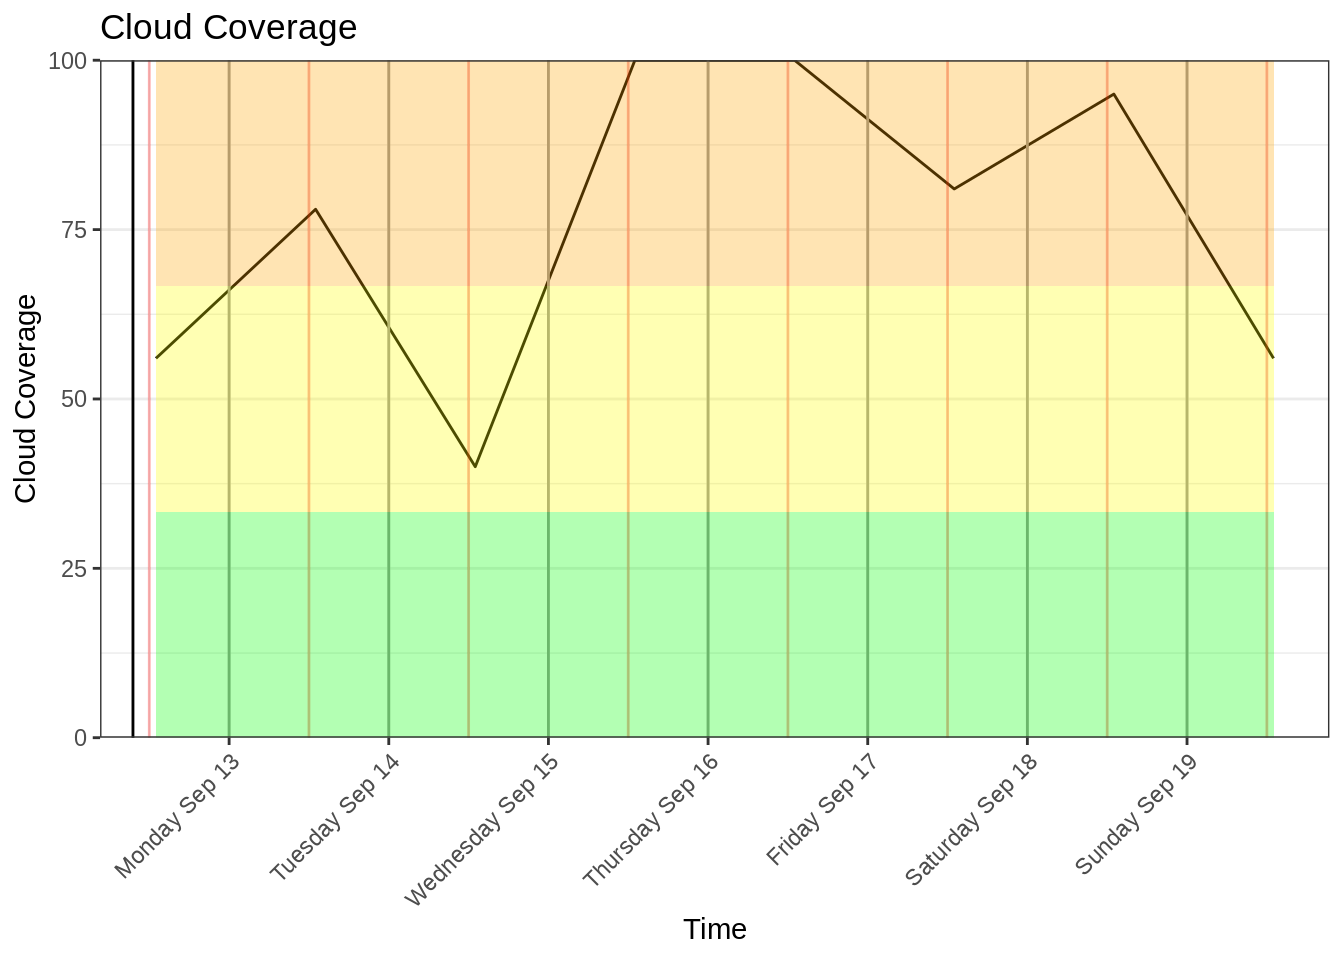 Cloud Coverage
100
75
50
25
0
Cloud Coverage
Monday Sep 13
Tuesday Sep 14
Wednesday Sep 15
Thursday Sep 16
Friday Sep 17
Saturday Sep 18
Sunday Sep 19
Time